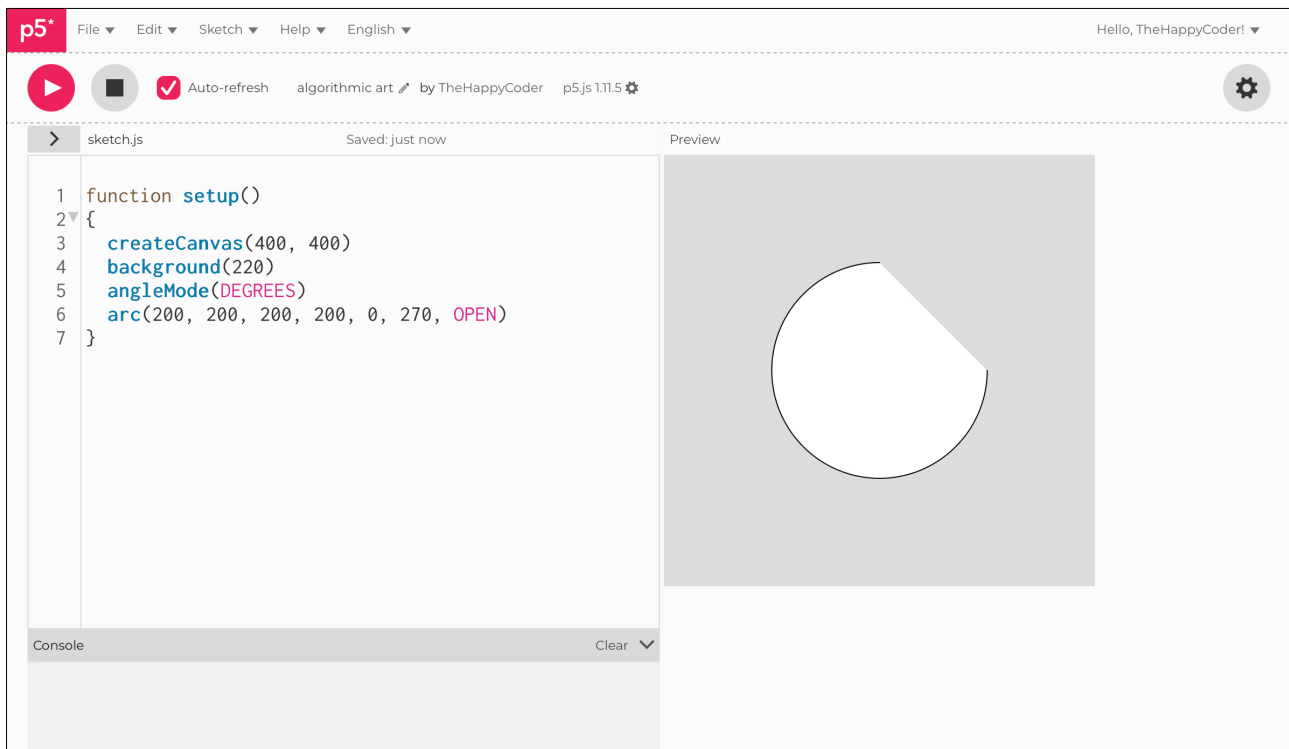 p5* File Edit Sketch Help English Hello, TheHappyCoder!
Auto-refresh algorithmic art by TheHappyCoder p5.js 1.11.5
sketch.js Saved: just now Preview
1 function setup()
2 {
3 createCanvas(400, 400)
4 background(220)
5 angleMode(DEGREES)
6 arc(200, 200, 200, 200, 0, 270, OPEN)
7 }
Console Clear